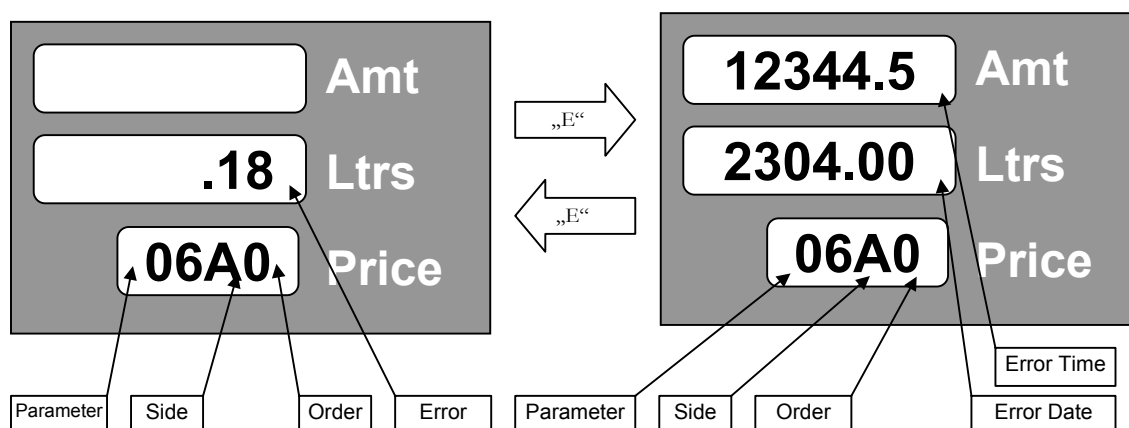 Amt
.18 Ltrs
06A0 Price
Parameter Side Order Error
„E“
„E“
12344.5 Amt
2304.00 Ltrs
06A0 Price
Error Time
Parameter Side Order Error Date